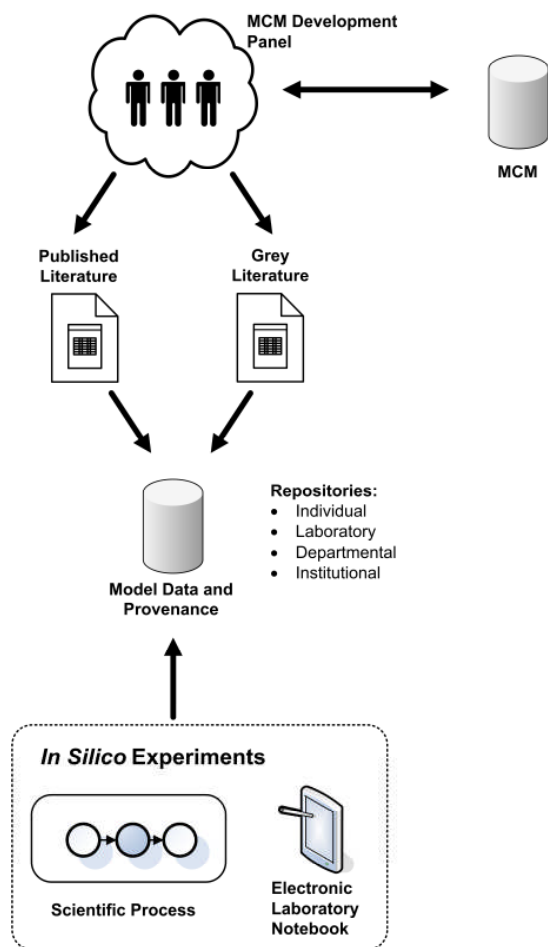 MCM Development
Panel
MCM
Published
Literature
Grey
Literature
Repositories:
• Individual
• Laboratory
• Departmental
• Institutional
Model Data and
Provenance
In Silico Experiments
Scientific Process
Electronic
Laboratory
Notebook